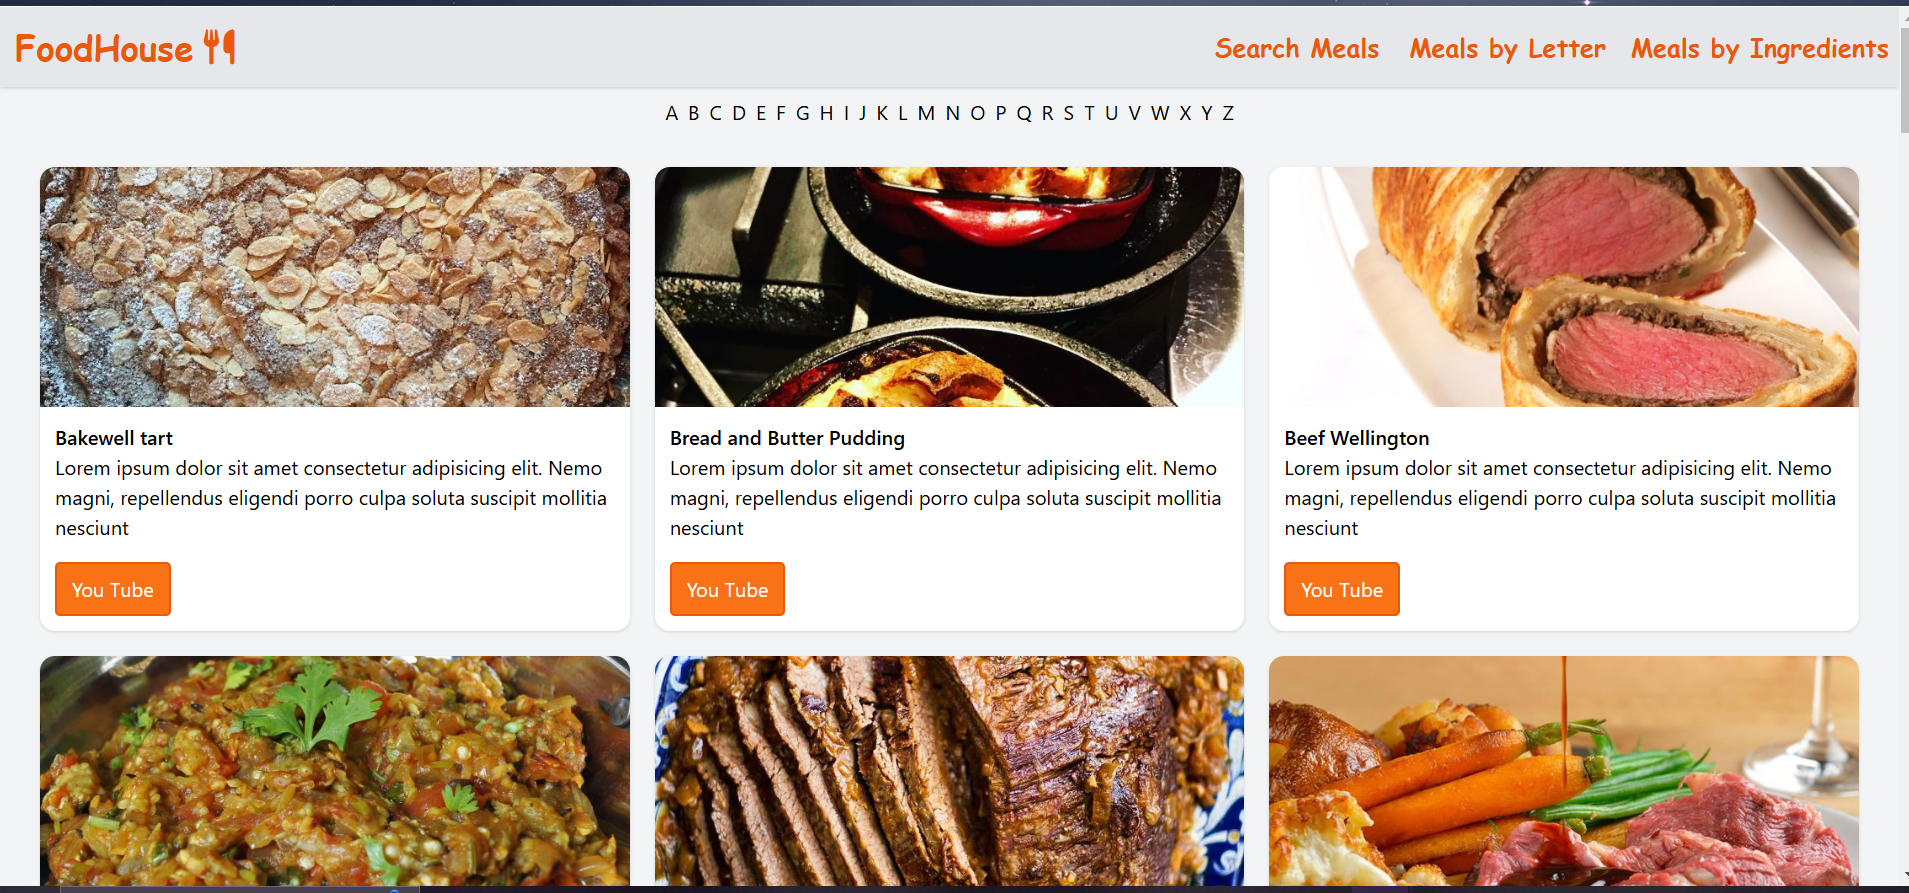 FoodHouse
Search Meals Meals by Letter Meals by Ingredients
A B C D E F G H I J K L M N O P Q R S T U V W X Y Z
Bakewell tart
Lorem ipsum dolor sit amet consectetur adipisicing elit. Nemo
magni, repellendus eligendi porro culpa soluta suscipit mollitia
nesciunt
You Tube
Bread and Butter Pudding
Lorem ipsum dolor sit amet consectetur adipisicing elit. Nemo
magni, repellendus eligendi porro culpa soluta suscipit mollitia
nesciunt
You Tube
Beef Wellington
Lorem ipsum dolor sit amet consectetur adipisicing elit. Nemo
magni, repellendus eligendi porro culpa soluta suscipit mollitia
nesciunt
You Tube